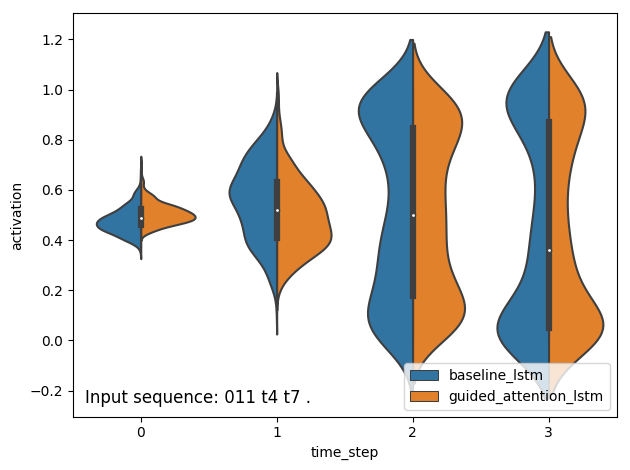 1.2
1.0
0.8
0.6
0.4
0.2
0.0
−0.2
activation
Input sequence: 011 t4 t7 .
baseline_lstm
guided_attention_lstm
0 1 2 3
time_step